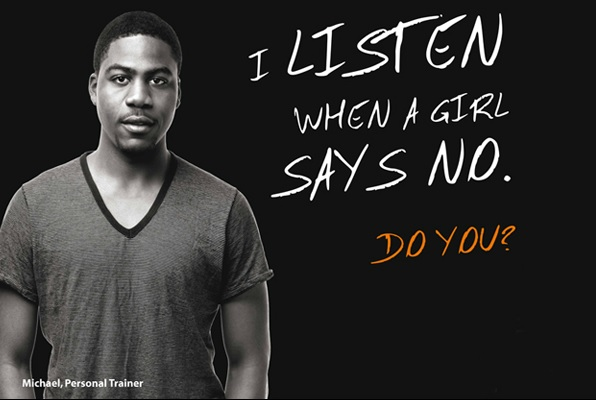 I LISTEN
WHEN A GIRL
SAYS NO.
DO YOU?
Michael, Personal Trainer